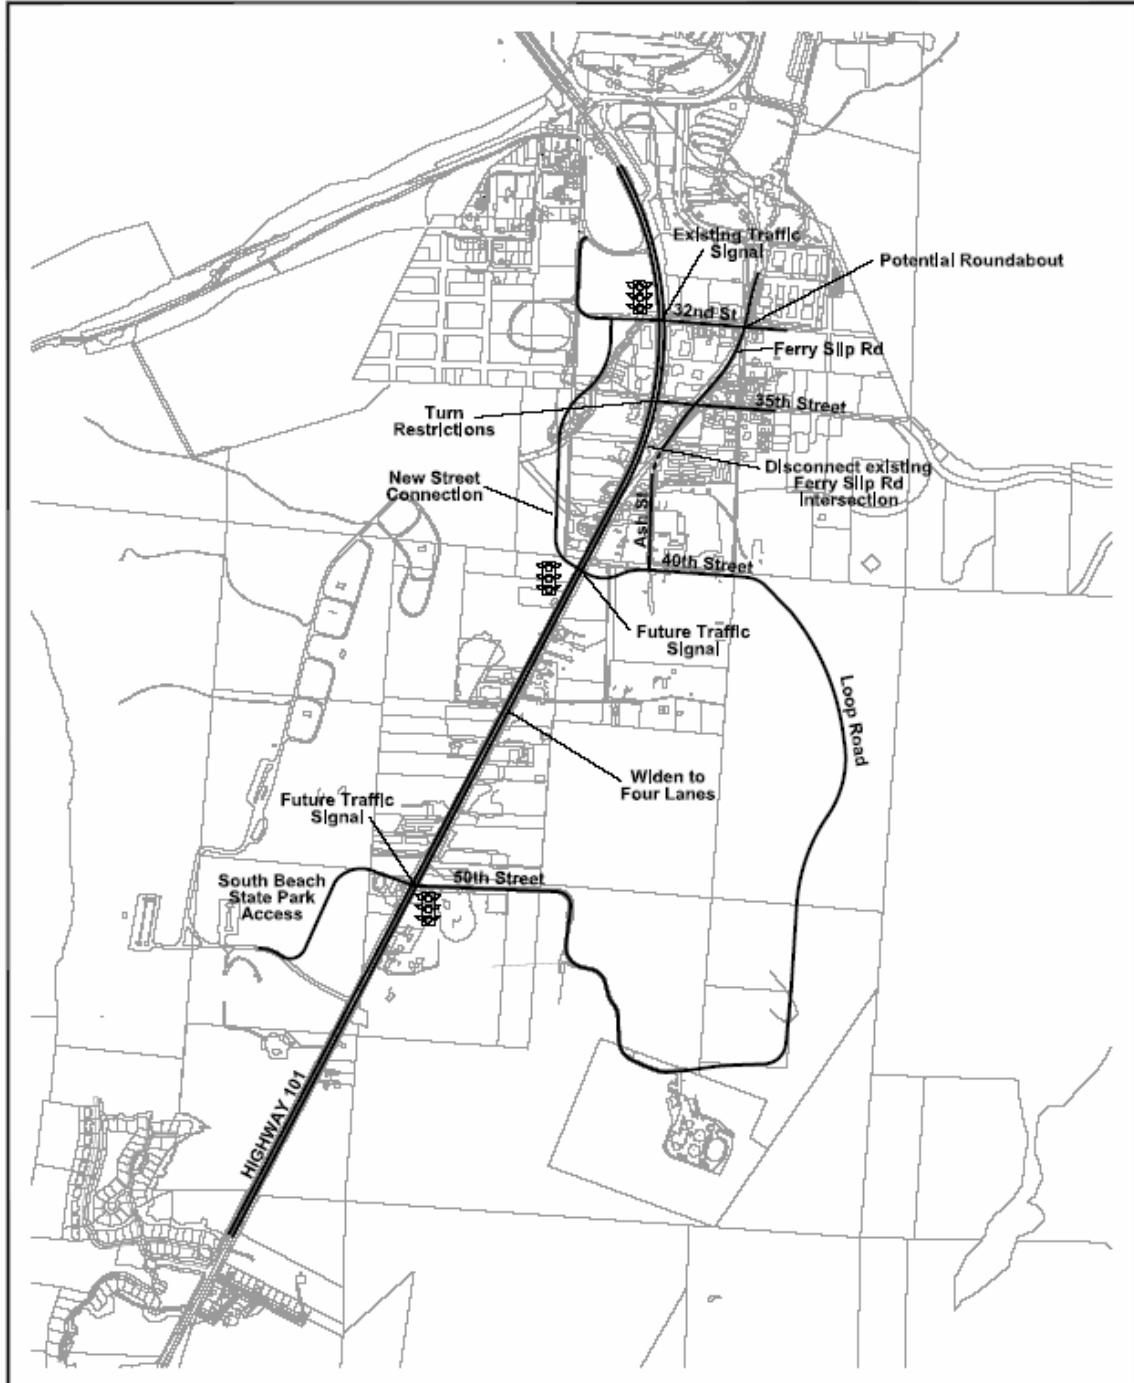 Existing Traffic
Signal
Potential Roundabout
32nd St
Ferry Slip Rd
35th Street
Turn
Restrictions
Disconnect existing
Ferry Slip Rd
Intersection
New Street
Connection
Ash St
40th Street
Future Traffic
Signal
Loop Road
Widen to
Four Lanes
Future Traffic
Signal
50th Street
South Beach
State Park
Access
HIGHWAY 101